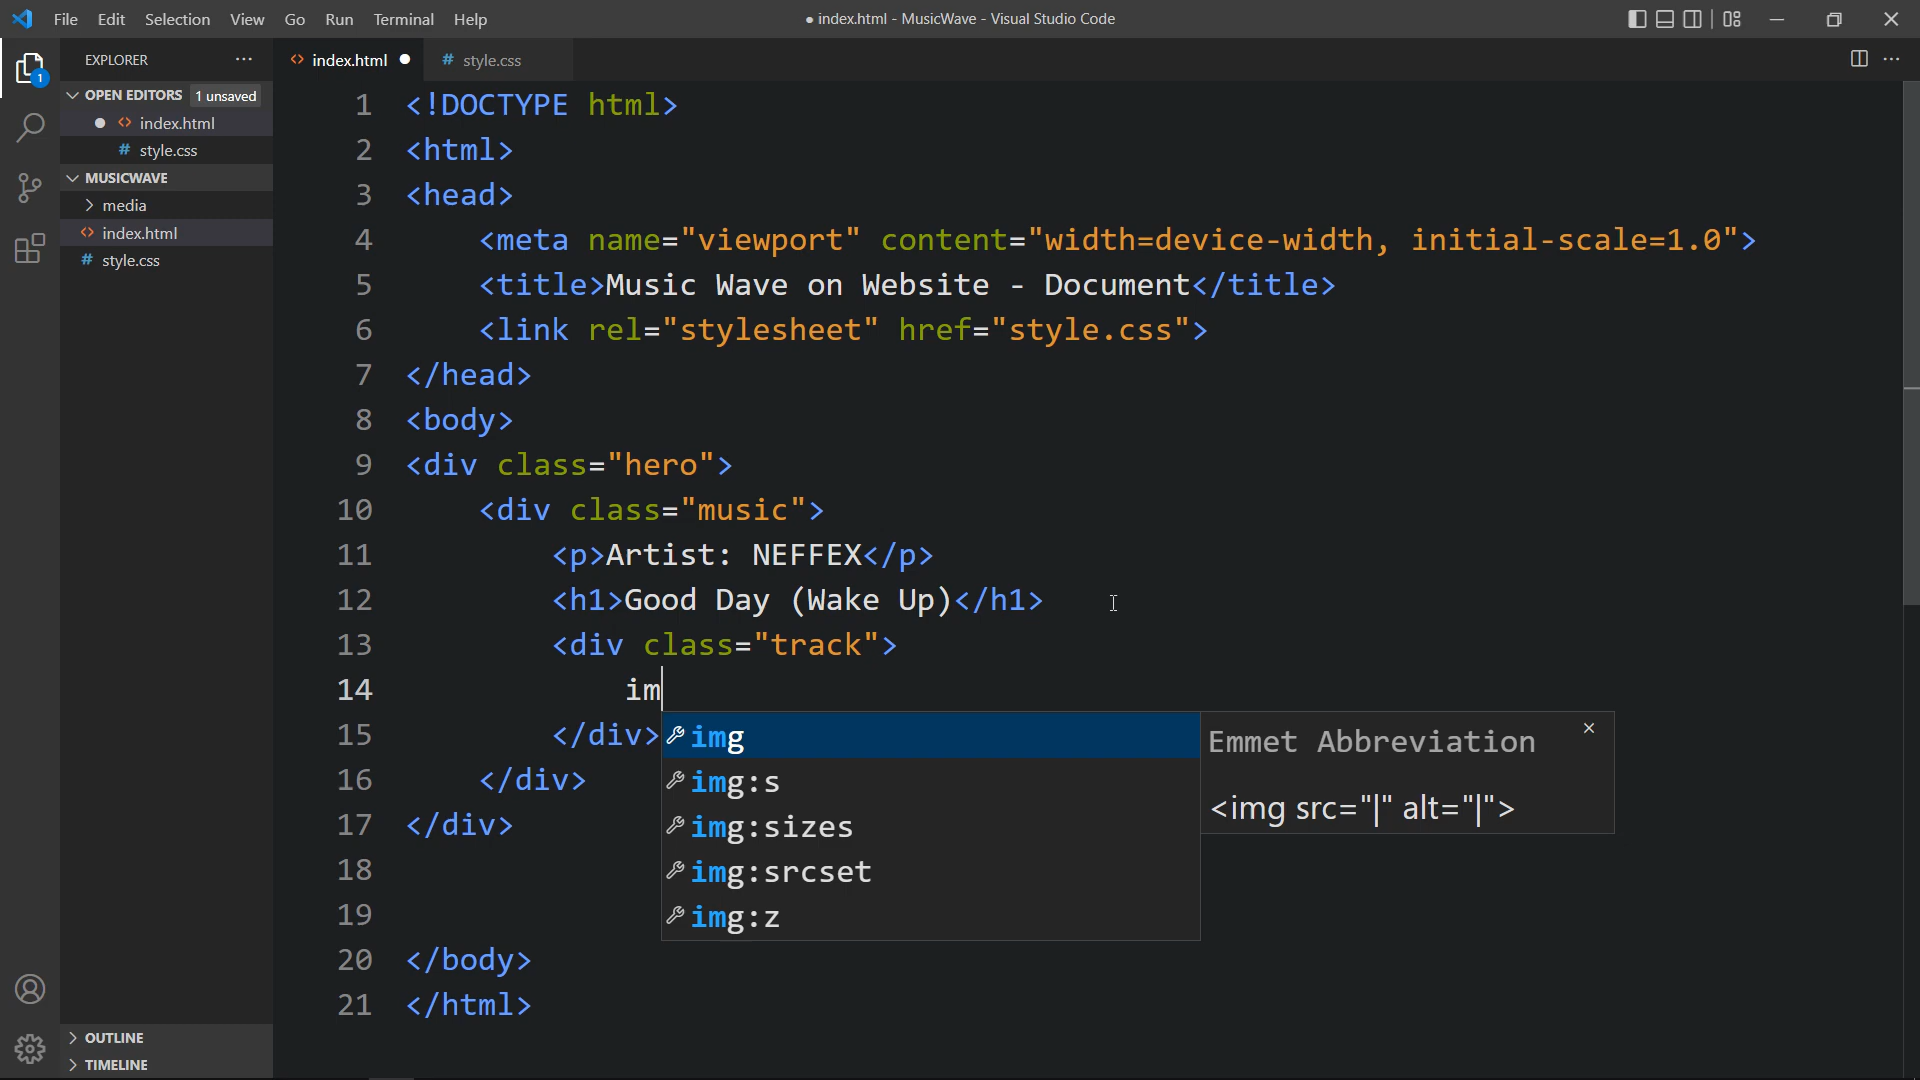 File Edit Selection View Go Run Terminal Help
● index.html - MusicWave - Visual Studio Code
EXPLORER
1
OPEN EDITORS 1 unsaved
index.html
# style.css
MUSICWAVE
media
index.html
# style.css
OUTLINE
TIMELINE
index.html
# style.css
1 <!DOCTYPE html>
2 <html>
3 <head>
4 <meta name="viewport" content="width=device-width, initial-scale=1.0">
5 <title>Music Wave on Website - Document</title>
6 <link rel="stylesheet" href="style.css">
7 </head>
8 <body>
9 <div class="hero">
10 <div class="music">
11 <p>Artist: NEFFEX</p>
12 <h1>Good Day (Wake Up)</h1>
13 <div class="track">
14 im
15 </div>
16 </div>
17 </div>
18
19
20 </body>
21 </html>
img
img:s
img:sizes
img:srcset
img:z
Emmet Abbreviation
<img src="|" alt="|">